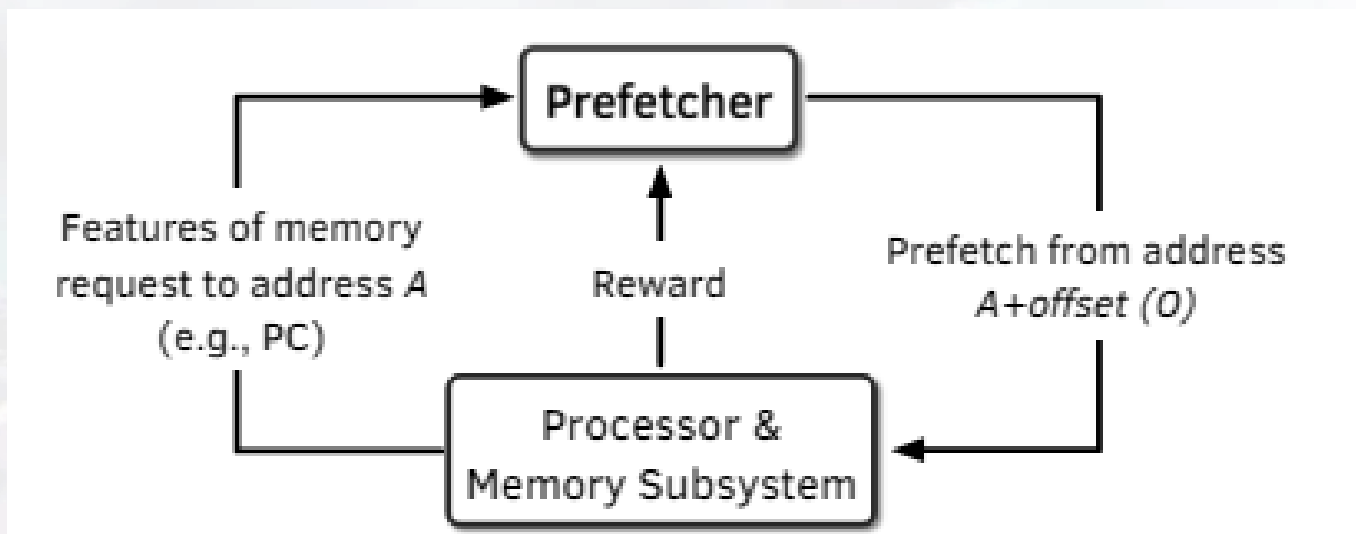 Prefetcher
Features of memory
request to address A
(e.g., PC)
Reward
Prefetch from address
A+offset (O)
Processor &
Memory Subsystem